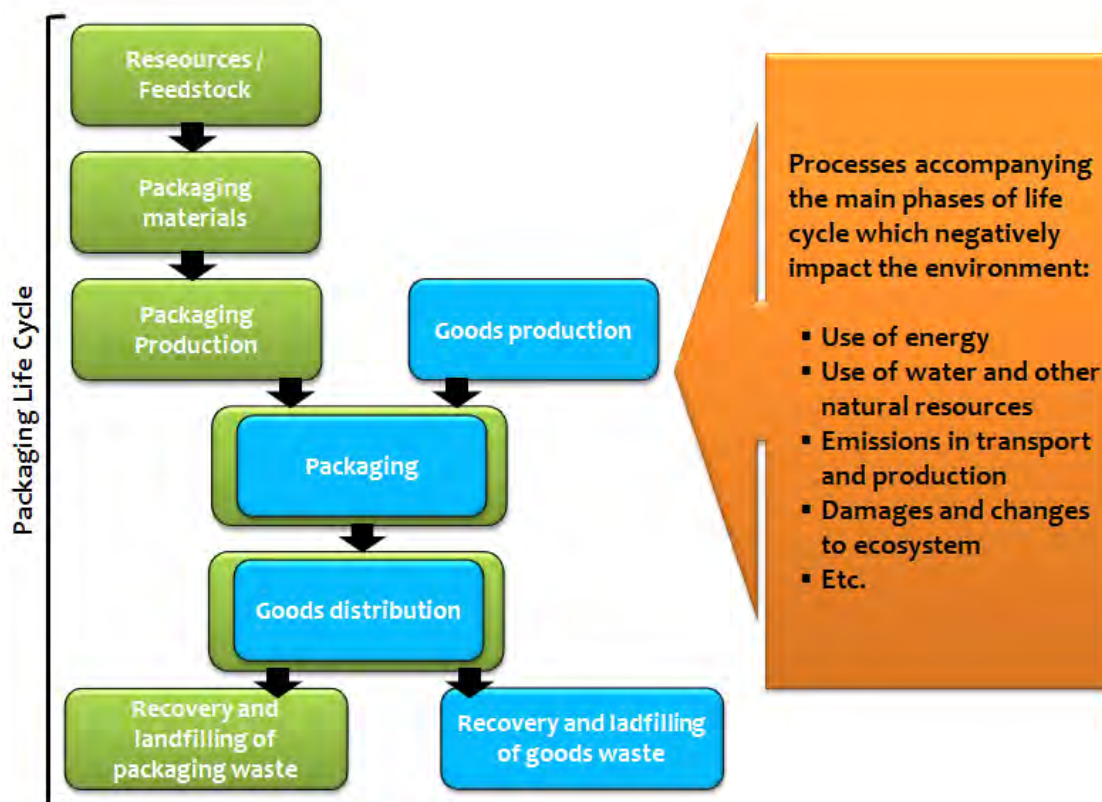 Packaging Life Cycle
Reseources /
Feedstock
Packaging
materials
Packaging
Production
Goods production
Packaging
Goods distribution
Recovery and
landfilling of
packaging waste
Recovery and ladfilling
of goods waste
Processes accompanying
the main phases of life
cycle which negatively
impact the environment:
▪ Use of energy
▪ Use of water and other
natural resources
▪ Emissions in transport
and production
▪ Damages and changes
to ecosystem
▪ Etc.